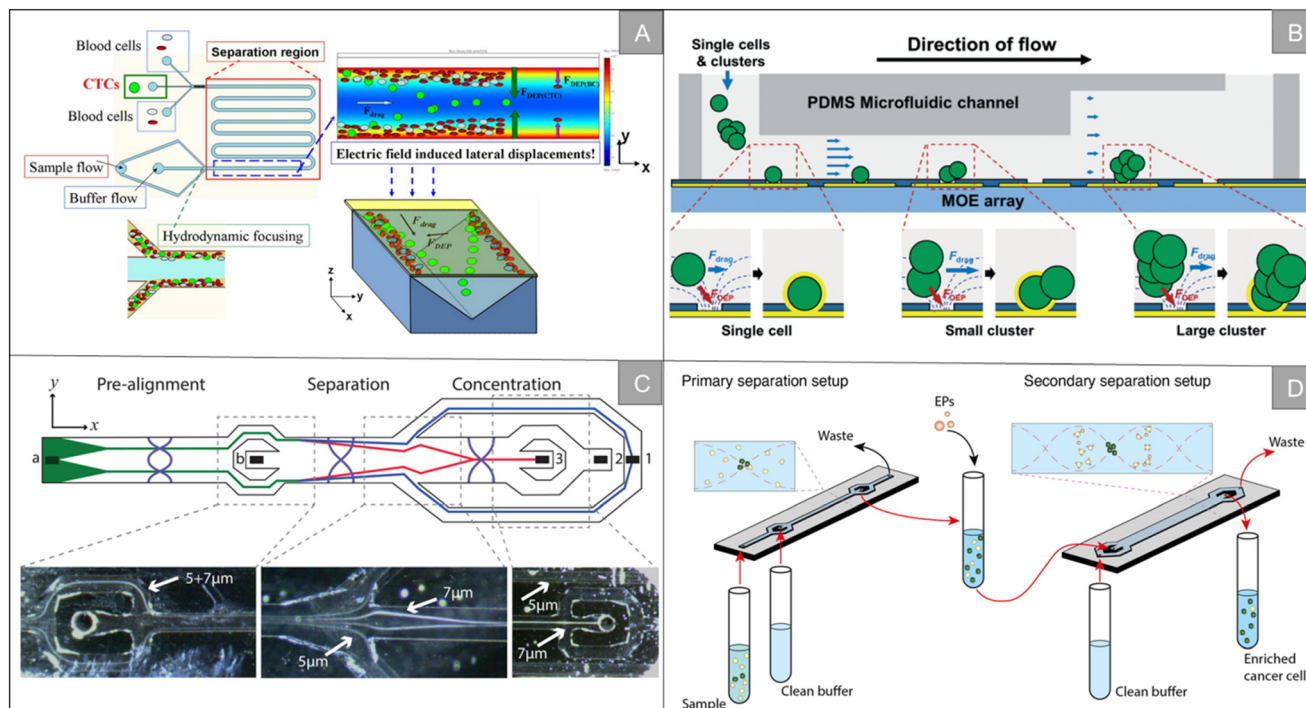 A
Blood cells
CTCs
Blood cells
Separation region
Sample flow
Buffer flow
Hydrodynamic focusing
F_DEP(CTC)
F_DEP(BC)
F_drag
y
x
Electric field induced lateral displacements!
F_drag
F_DEP
z
y
x
B
Single cells
& clusters
Direction of flow
PDMS Microfluidic channel
MOE array
F_drag
F_DEP
Single cell
F_drag
F_DEP
Small cluster
F_drag
F_DEP
Large cluster
C
y
x
Pre-alignment
Separation
Concentration
a
b
3
2
1
5+7μm
7μm
5μm
5μm
7μm
D
Primary separation setup
Secondary separation setup
EPs
Waste
Waste
Sample
Clean buffer
Clean buffer
Enriched
cancer cell